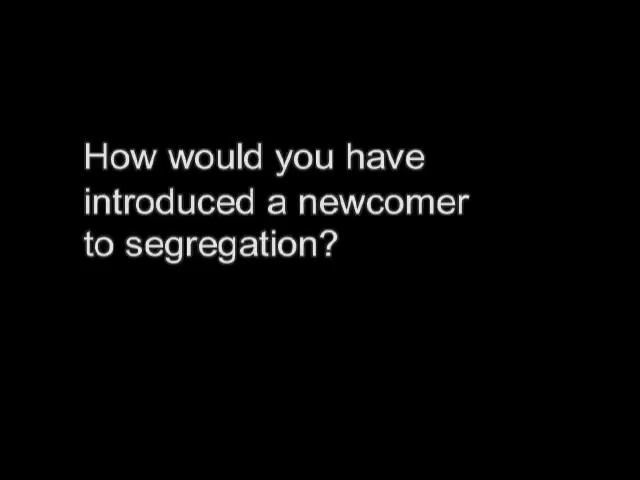 How would you have
introduced a newcomer
to segregation?